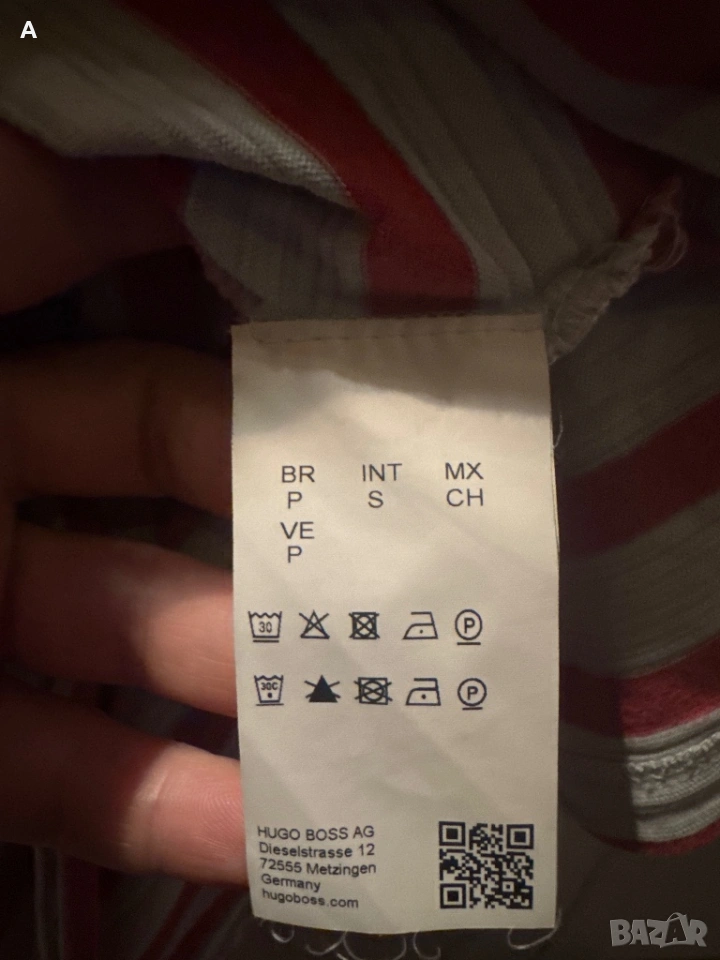 A
BR INT MX
P S CH
VE
P
30 P
30C P
HUGO BOSS AG
Dieselstrasse 12
72555 Metzingen
Germany
hugoboss.com
BAZAR